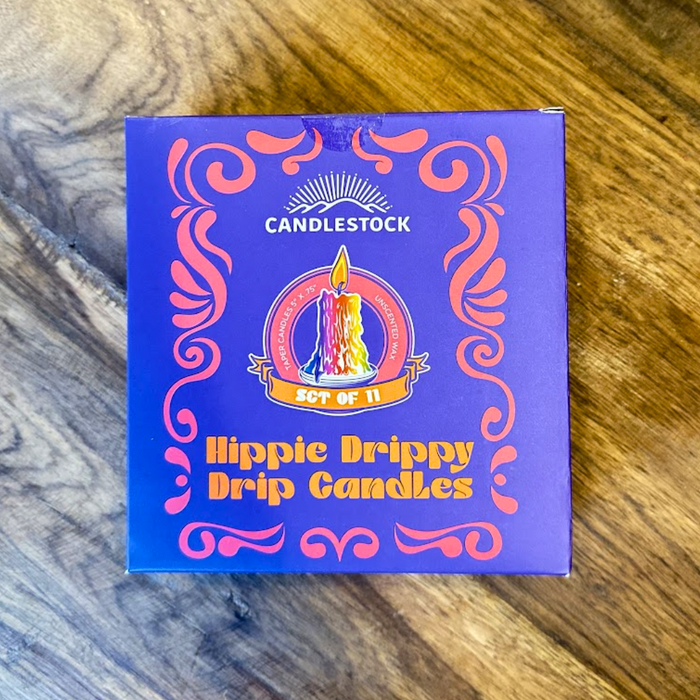 CANDLESTOCK
TAPER CANDLES 5" X .75"
UNSCENTED WAX
SET OF 11
Hippie Drippy
Drip Candles